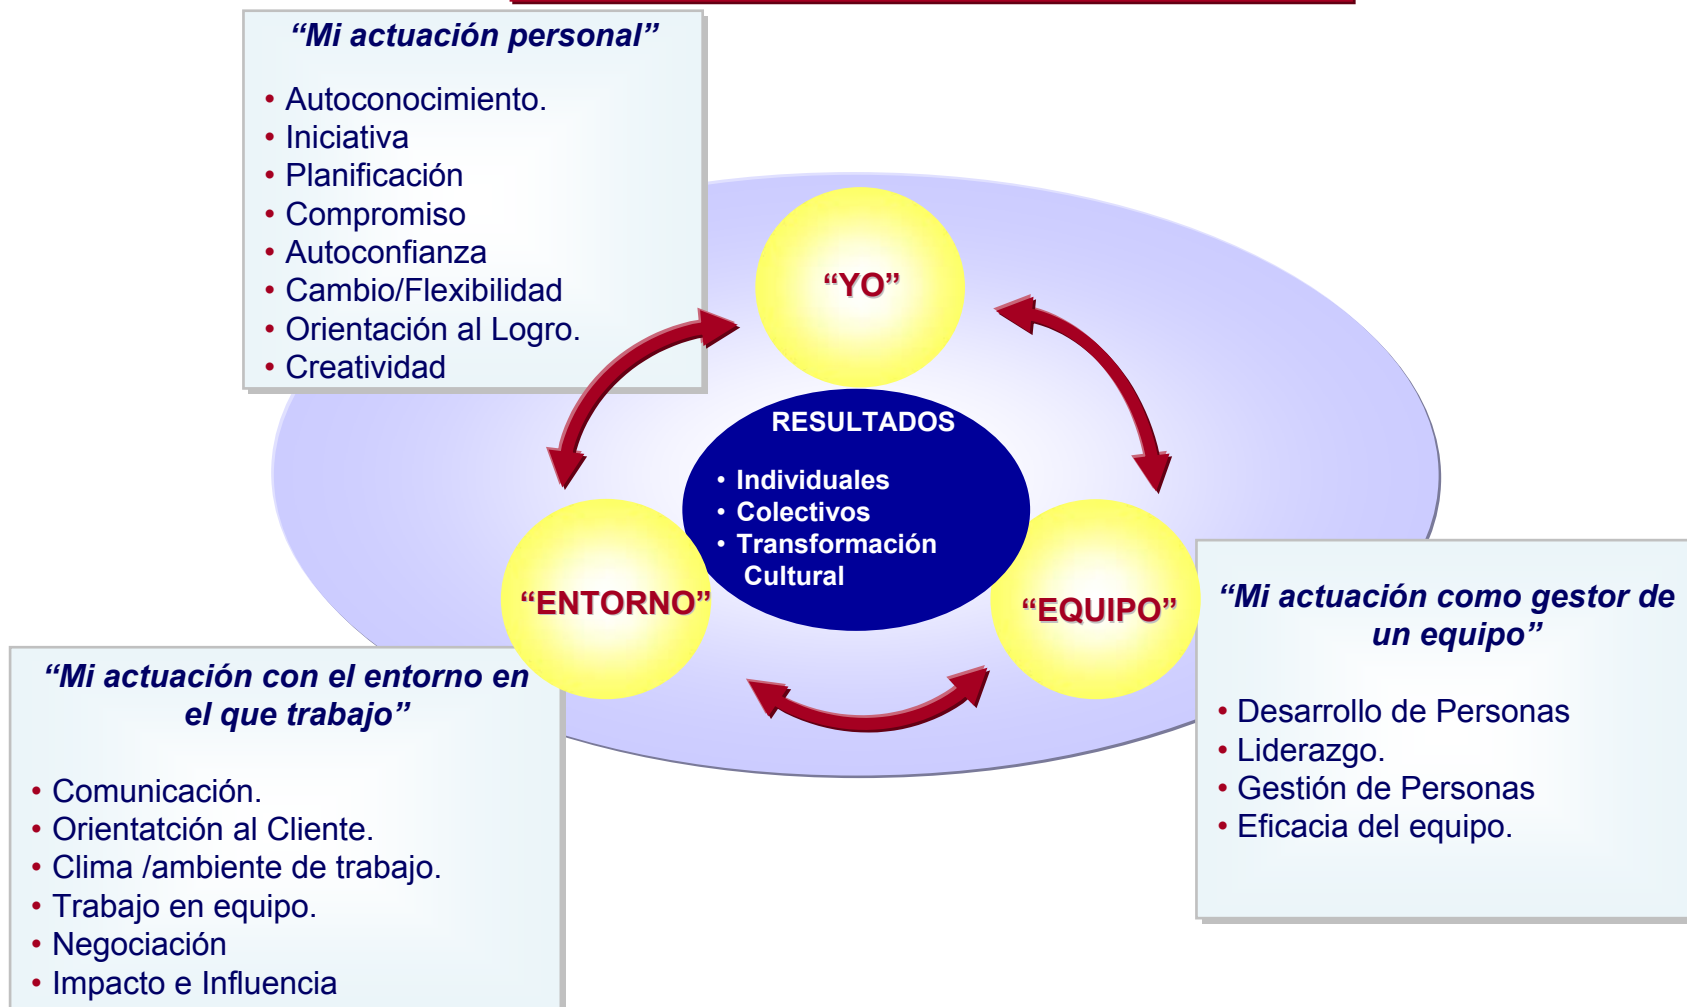 “Mi actuación personal”
• Autoconocimiento.
• Iniciativa
• Planificación
• Compromiso
• Autoconfianza
• Cambio/Flexibilidad
• Orientación al Logro.
• Creatividad
“YO”
RESULTADOS
• Individuales
• Colectivos
• Transformación
Cultural
“ENTORNO”
“EQUIPO”
“Mi actuación con el entorno en
el que trabajo”
• Comunicación.
• Orientatción al Cliente.
• Clima /ambiente de trabajo.
• Trabajo en equipo.
• Negociación
• Impacto e Influencia
“Mi actuación como gestor de
un equipo”
• Desarrollo de Personas
• Liderazgo.
• Gestión de Personas
• Eficacia del equipo.